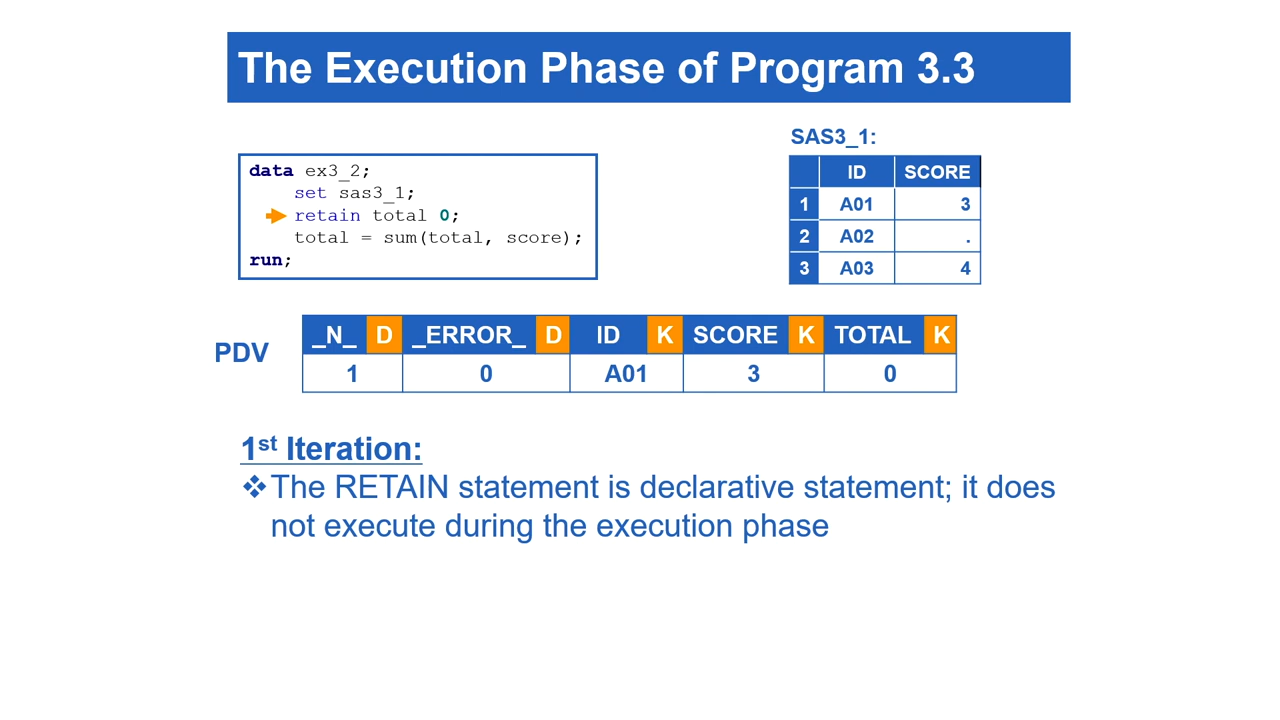 The Execution Phase of Program 3.3
SAS3_1:
data ex3_2;
set sas3_1;
retain total 0;
total = sum(total, score);
run;
ID SCORE
1 A01 3
2 A02 .
3 A03 4
PDV
_N_ D _ERROR_ D ID K SCORE K TOTAL K
1 0 A01 3 0
1st Iteration:
❖The RETAIN statement is declarative statement; it does
not execute during the execution phase